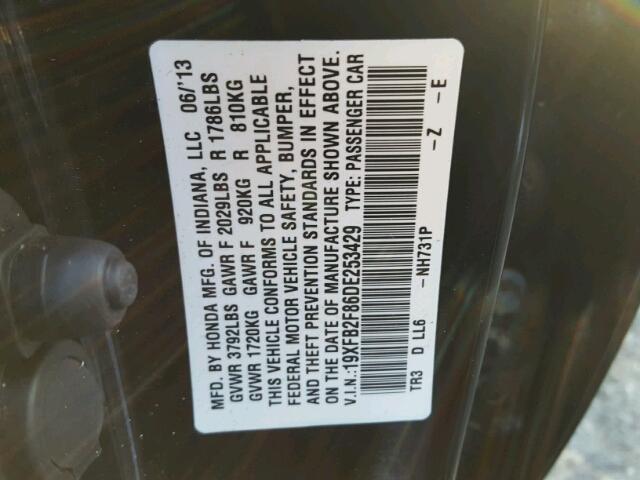 MFD. BY HONDA MFG. OF INDIANA, LLC 06/'13
GVWR 3792LBS GAWR F 2029LBS R 1786LBS
GVWR 1720KG GAWR F 920KG R 810KG
THIS VEHICLE CONFORMS TO ALL APPLICABLE
FEDERAL MOTOR VEHICLE SAFETY, BUMPER,
AND THEFT PREVENTION STANDARDS IN EFFECT
ON THE DATE OF MANUFACTURE SHOWN ABOVE.
V.I.N.:19XFB2F86DE253429 TYPE: PASSENGER CAR
-NH731P -Z -E
TR3 D LL6